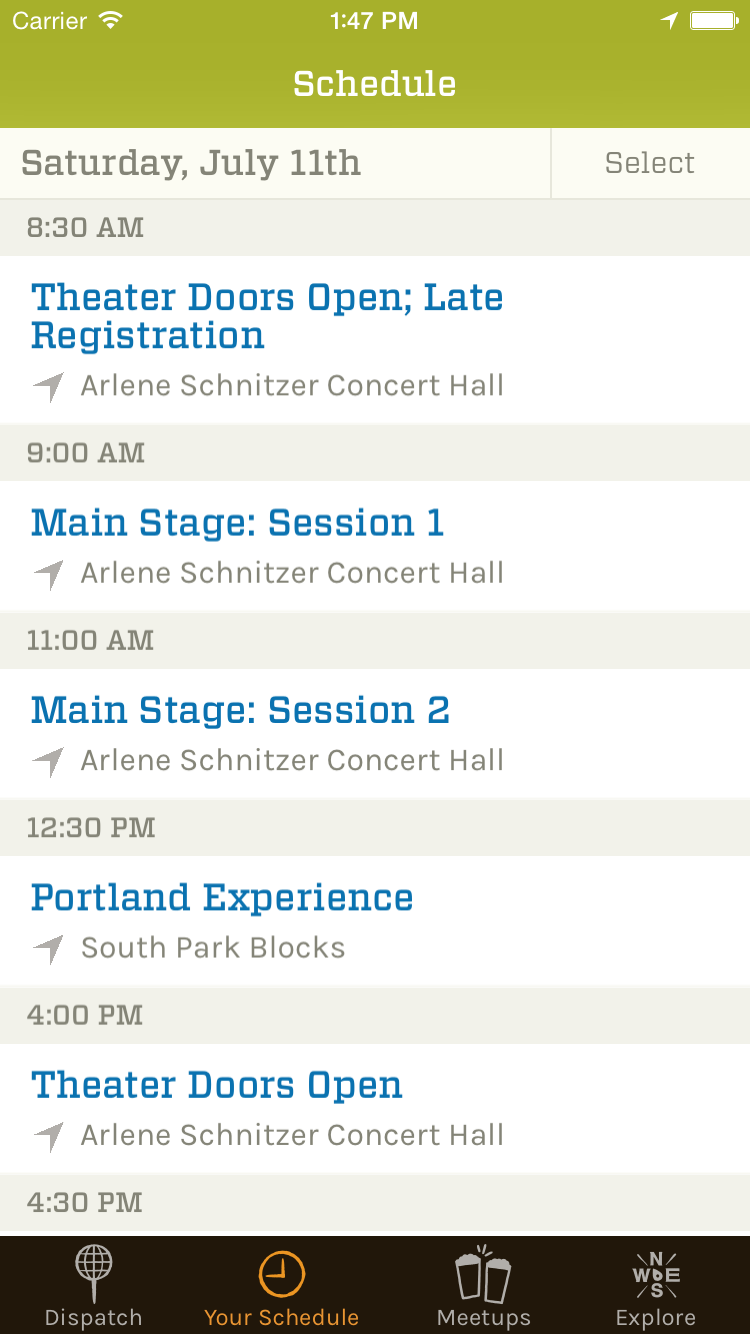 Carrier 1:47 PM
Schedule
Saturday, July 11th Select
8:30 AM
Theater Doors Open; Late
Registration
Arlene Schnitzer Concert Hall
9:00 AM
Main Stage: Session 1
Arlene Schnitzer Concert Hall
11:00 AM
Main Stage: Session 2
Arlene Schnitzer Concert Hall
12:30 PM
Portland Experience
South Park Blocks
4:00 PM
Theater Doors Open
Arlene Schnitzer Concert Hall
4:30 PM
N
W E
S
Dispatch Your Schedule Meetups Explore